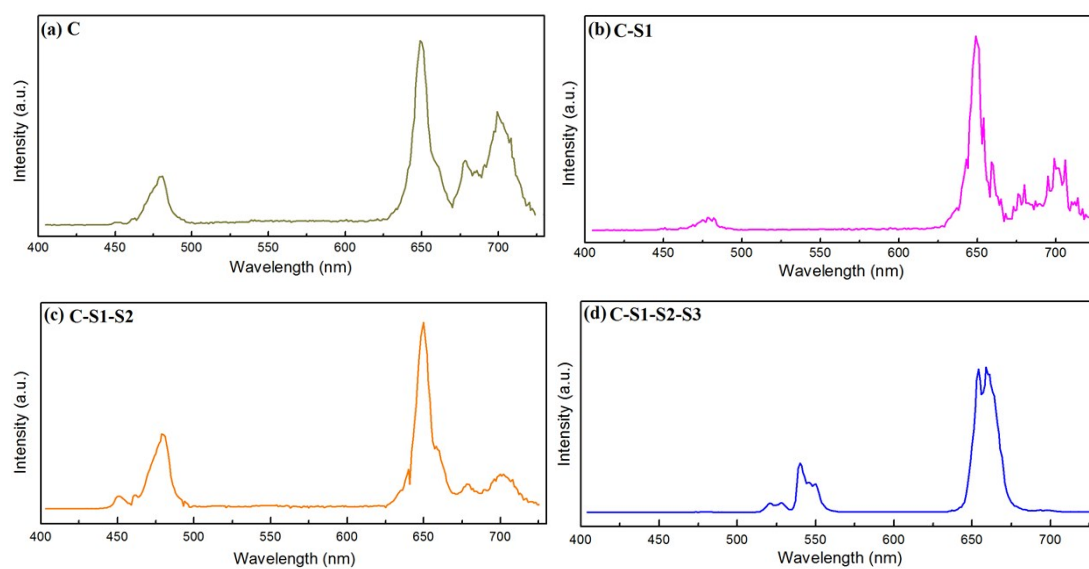 (a) C
Intensity (a.u.)
400 450 500 550 600 650 700
Wavelength (nm)
(b) C-S1
Intensity (a.u.)
400 450 500 550 600 650 700
Wavelength (nm)
(c) C-S1-S2
Intensity (a.u.)
400 450 500 550 600 650 700
Wavelength (nm)
(d) C-S1-S2-S3
Intensity (a.u.)
400 450 500 550 600 650 700
Wavelength (nm)